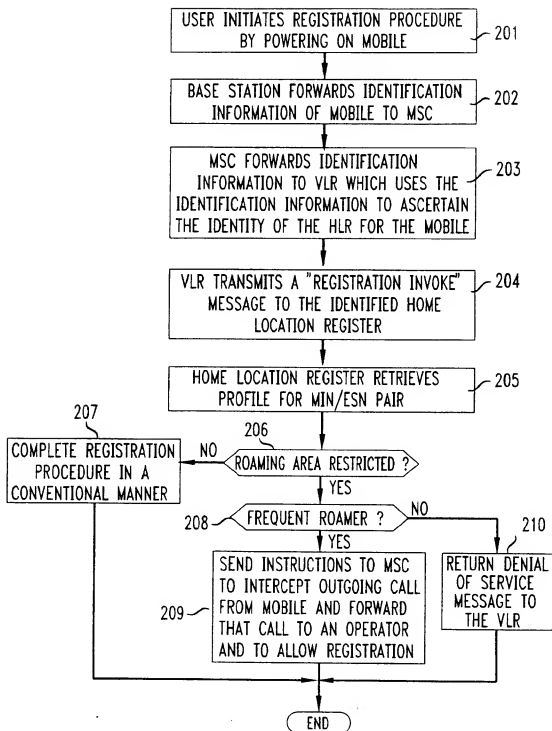 USER INITIATES REGISTRATION PROCEDURE
BY POWERING ON MOBILE
201
BASE STATION FORWARDS IDENTIFICATION
INFORMATION OF MOBILE TO MSC
202
MSC FORWARDS IDENTIFICATION
INFORMATION TO VLR WHICH USES THE
IDENTIFICATION INFORMATION TO ASCERTAIN
THE IDENTITY OF THE HLR FOR THE MOBILE
203
VLR TRANSMITS A "REGISTRATION INVOKE"
MESSAGE TO THE IDENTIFIED HOME
LOCATION REGISTER
204
HOME LOCATION REGISTER RETRIEVES
PROFILE FOR MIN/ESN PAIR
205
206
ROAMING AREA RESTRICTED ?
NO
207
COMPLETE REGISTRATION
PROCEDURE IN A
CONVENTIONAL MANNER
YES
208
FREQUENT ROAMER ?
NO
YES
210
RETURN DENIAL
OF SERVICE
MESSAGE TO
THE VLR
SEND INSTRUCTIONS TO MSC
TO INTERCEPT OUTGOING CALL
FROM MOBILE AND FORWARD
THAT CALL TO AN OPERATOR
AND TO ALLOW REGISTRATION
209
END